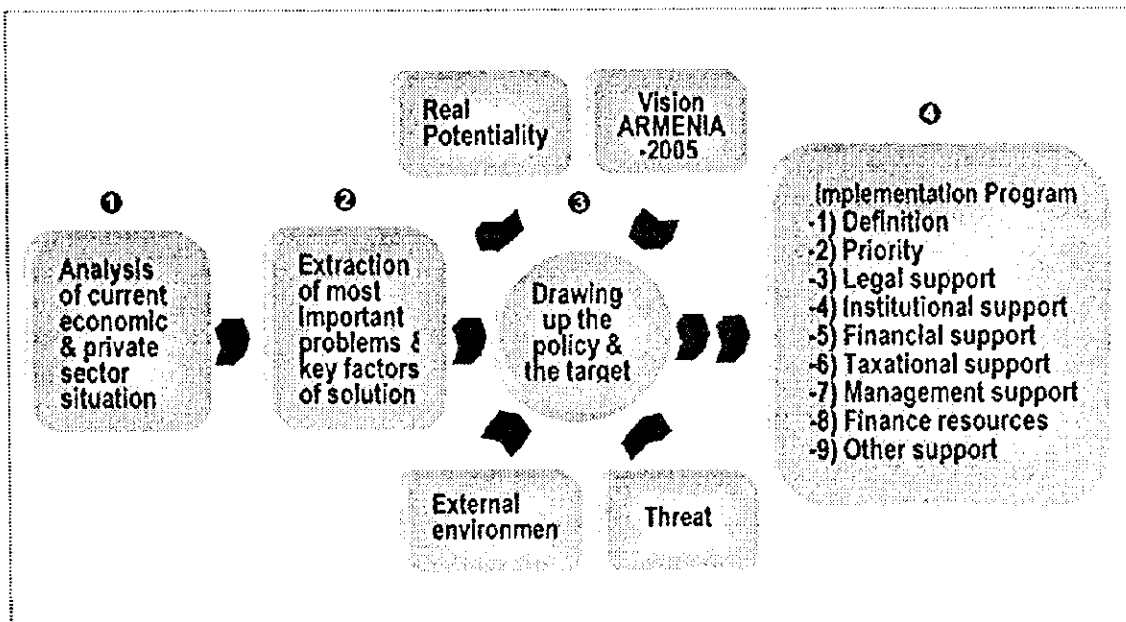 ❶
Analysis
of current
economic
& private
sector
situation
❷
Extraction
of most
important
problems &
key factors
of solution
Real
Potentiality
Vision
ARMENIA
-2005
❸
Drawing
up the
policy &
the target
External
environmen
Threat
❹
Implementation Program
-1) Definition
-2) Priority
-3) Legal support
-4) Institutional support
-5) Financial support
-6) Taxational support
-7) Management support
-8) Finance resources
-9) Other support